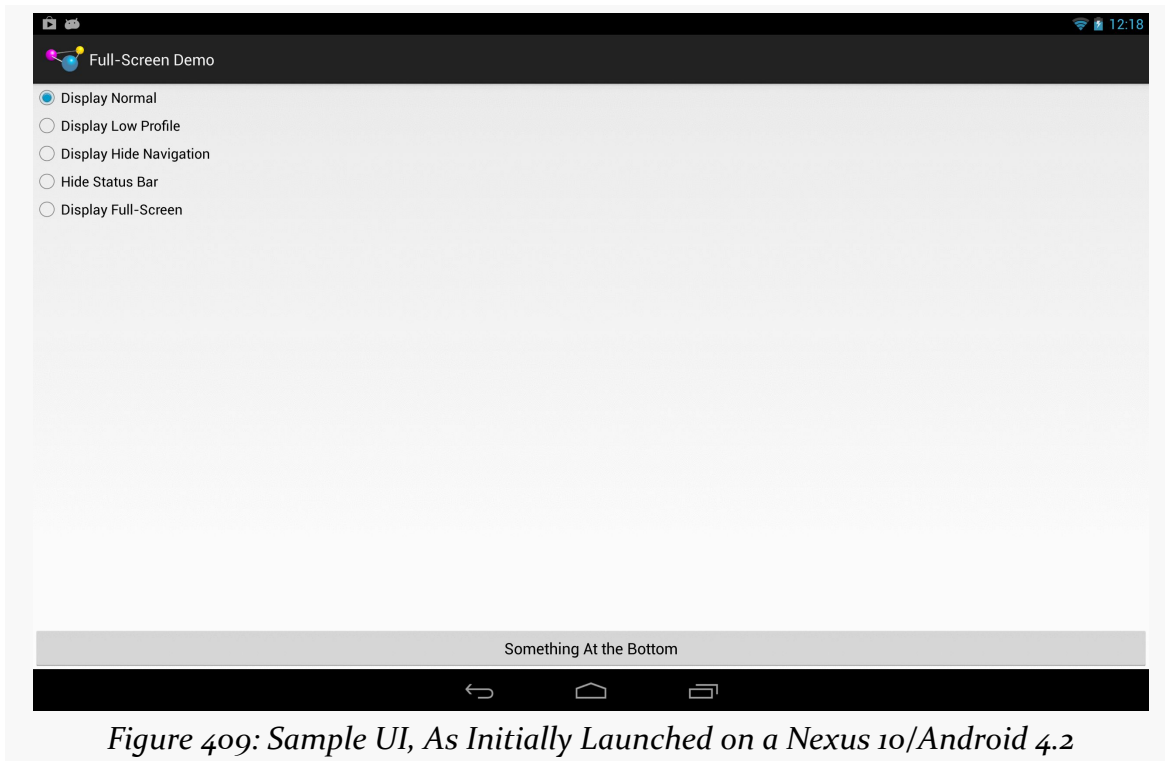 12:18
Full-Screen Demo
Display Normal
Display Low Profile
Display Hide Navigation
Hide Status Bar
Display Full-Screen
Something At the Bottom
Figure 409: Sample UI, As Initially Launched on a Nexus 10/Android 4.2